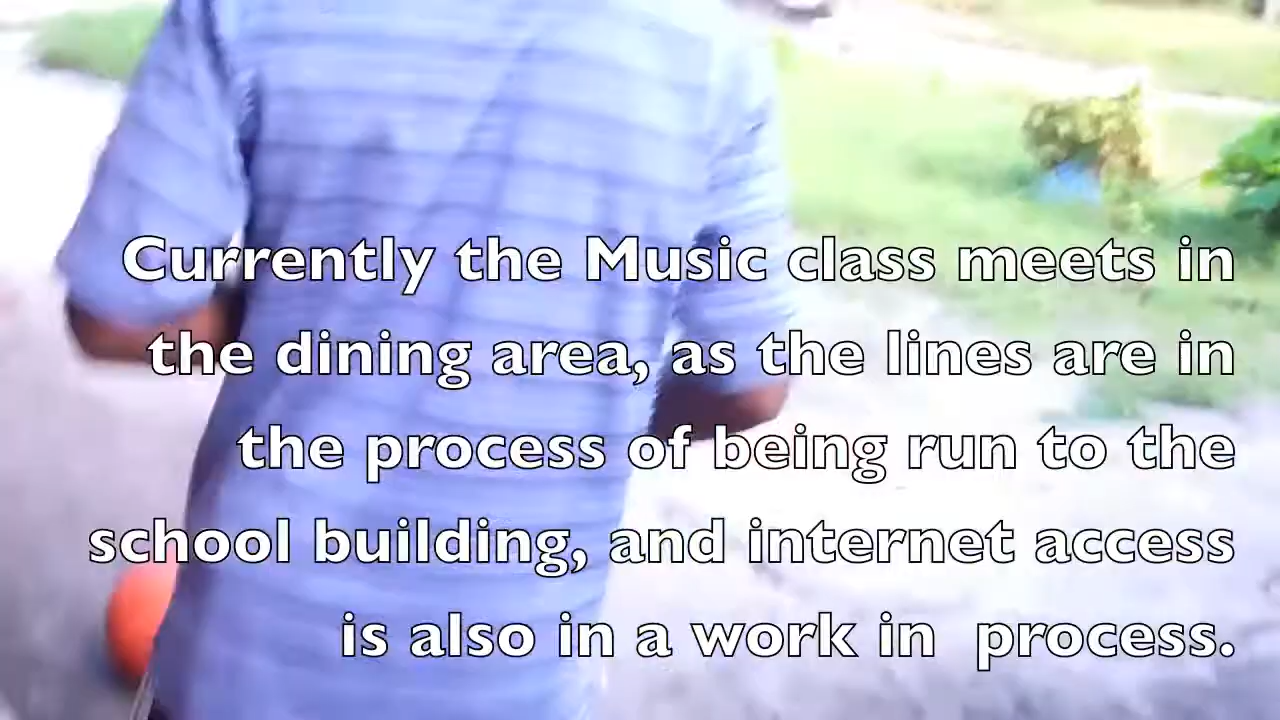 Currently the Music class meets in
the dining area, as the lines are in
the process of being run to the
school building, and internet access
is also in a work in  process.